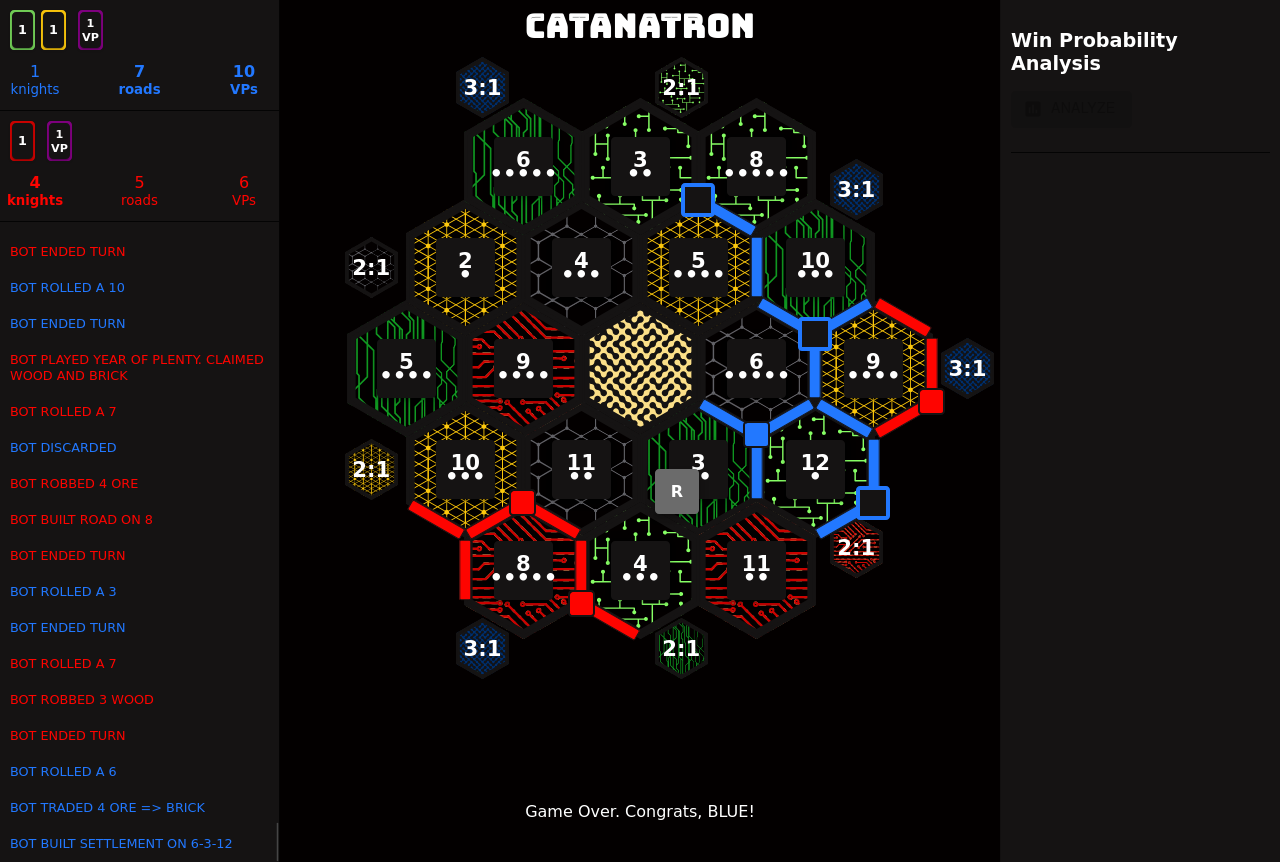 CATANATRON
1 1 1 VP
1 knights 7 roads 10 VPs
1 1 VP
4 knights 5 roads 6 VPs
BOT ENDED TURN
BOT ROLLED A 10
BOT ENDED TURN
BOT PLAYED YEAR OF PLENTY. CLAIMED
WOOD AND BRICK
BOT ROLLED A 7
BOT DISCARDED
BOT ROBBED 4 ORE
BOT BUILT ROAD ON 8
BOT ENDED TURN
BOT ROLLED A 3
BOT ENDED TURN
BOT ROLLED A 7
BOT ROBBED 3 WOOD
BOT ENDED TURN
BOT ROLLED A 6
BOT TRADED 4 ORE => BRICK
BOT BUILT SETTLEMENT ON 6-3-12
3:1 2:1
6 3 8
3:1
2:1 2 4 5 10
5 9 6 9 3:1
2:1 10 11 3 12
R
8 4 11 2:1
3:1 2:1
Game Over. Congrats, BLUE!
Win Probability
Analysis
ANALYZE